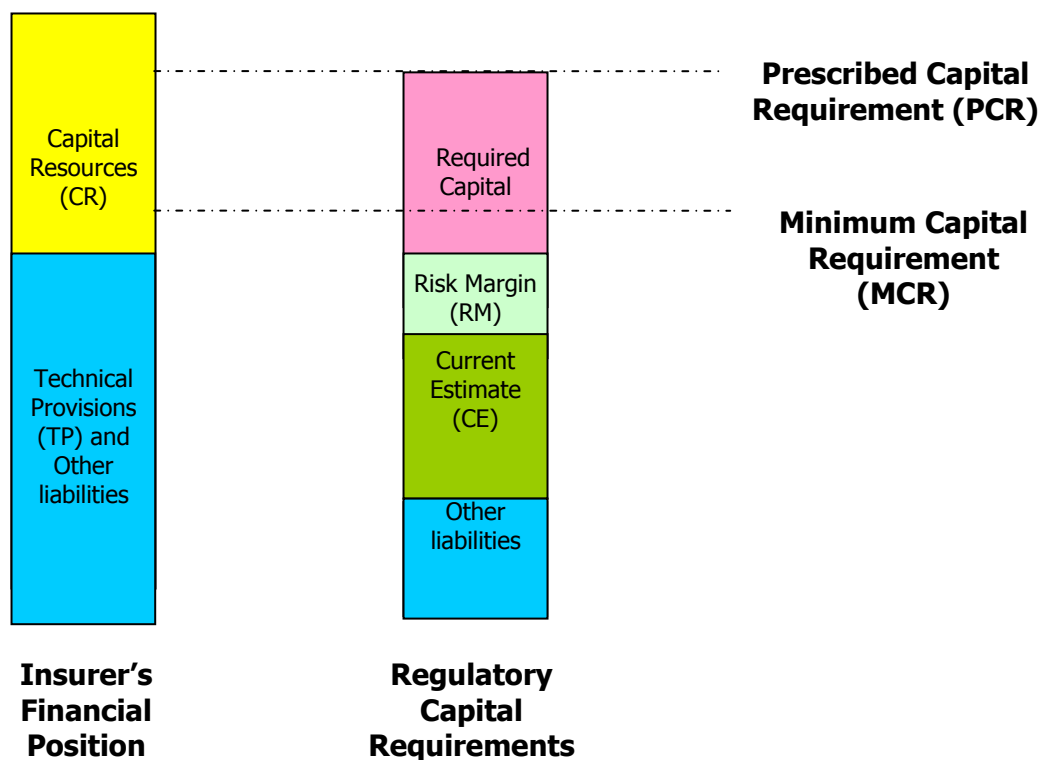 Capital
Resources
(CR)
Technical
Provisions
(TP) and
Other
liabilities
Insurer’s
Financial
Position
Required
Capital
Risk Margin
(RM)
Current
Estimate
(CE)
Other
liabilities
Regulatory
Capital
Requirements
Prescribed Capital
Requirement (PCR)
Minimum Capital
Requirement
(MCR)